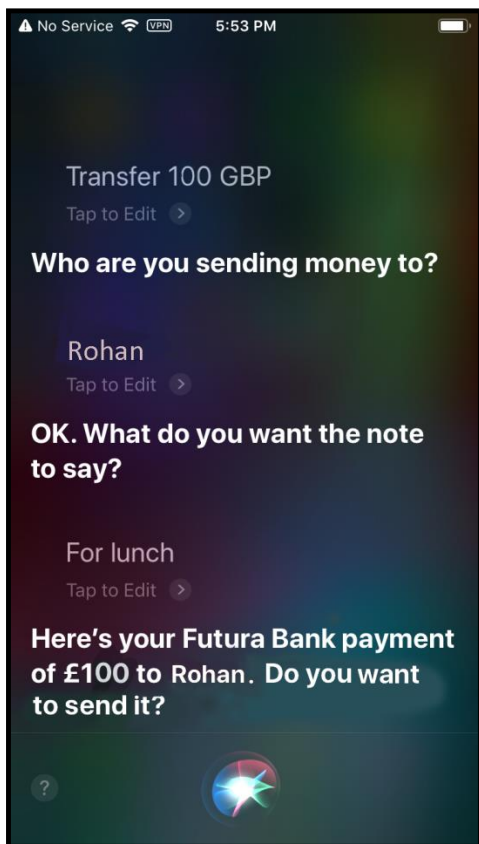 No Service VPN 5:53 PM
Transfer 100 GBP
Tap to Edit >
Who are you sending money to?
Rohan
Tap to Edit >
OK. What do you want the note
to say?
For lunch
Tap to Edit >
Here’s your Futura Bank payment
of £100 to Rohan. Do you want
to send it?
?